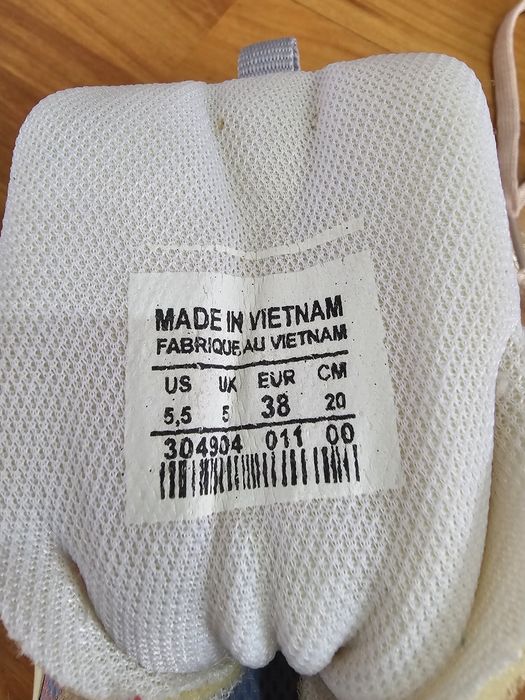 MADE IN VIETNAM
FABRIQUE AU VIETNAM
US UK EUR CM
5,5 5 38 20
304904 011 00